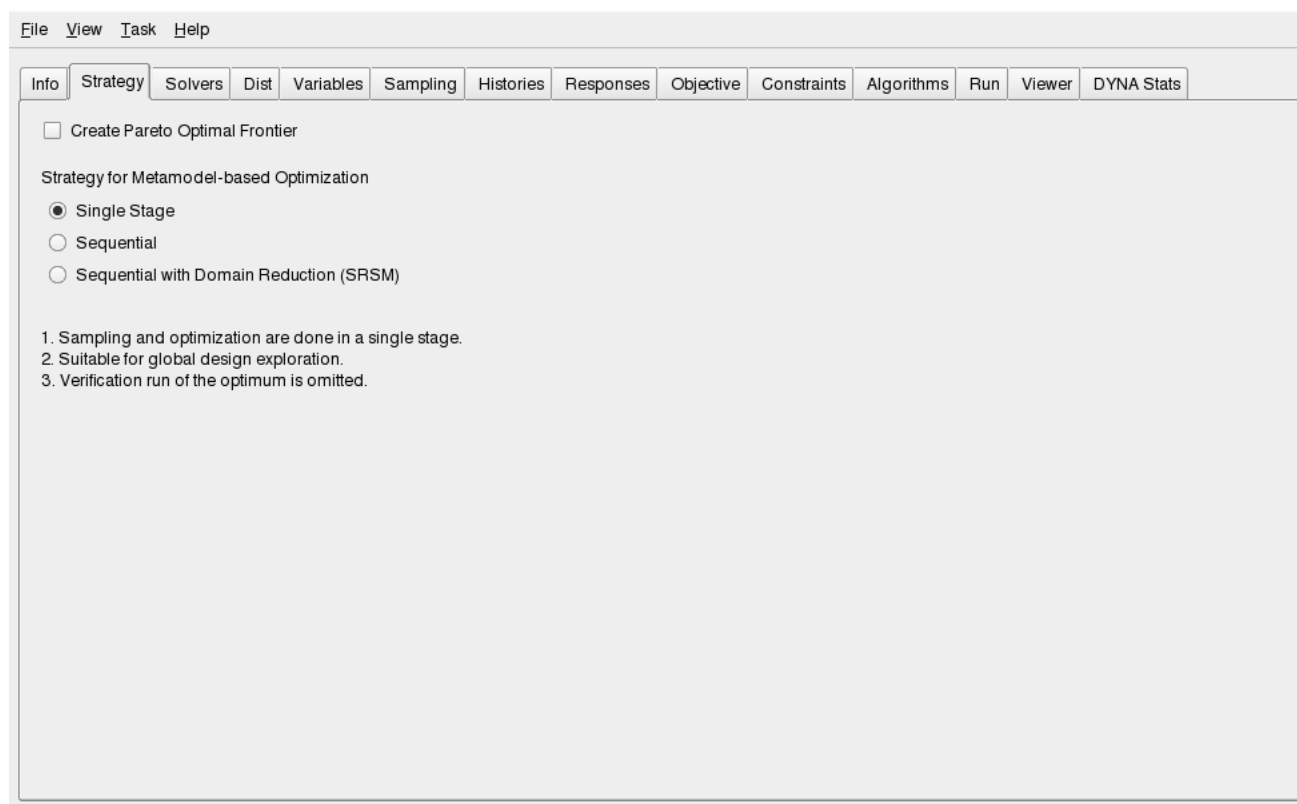 File View Task Help
Info Strategy Solvers Dist Variables Sampling Histories Responses Objective Constraints Algorithms Run Viewer DYNA Stats
Create Pareto Optimal Frontier
Strategy for Metamodel-based Optimization
Single Stage
Sequential
Sequential with Domain Reduction (SRSM)
1. Sampling and optimization are done in a single stage.
2. Suitable for global design exploration.
3. Verification run of the optimum is omitted.